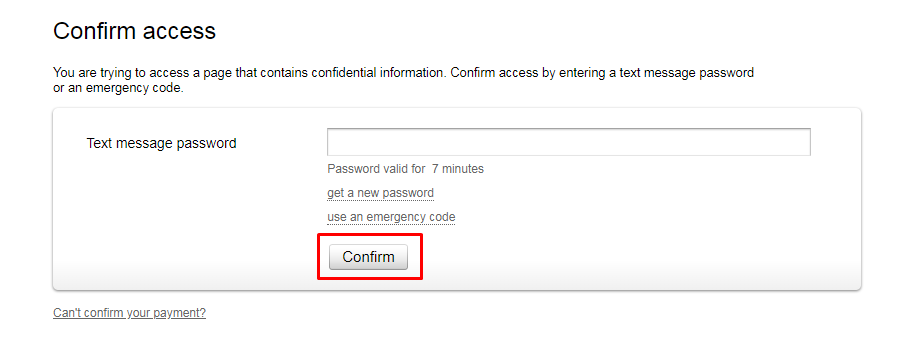 Confirm access
You are trying to access a page that contains confidential information. Confirm access by entering a text message password
or an emergency code.
Text message password
Password valid for 7 minutes
get a new password
use an emergency code
Confirm
Can't confirm your payment?